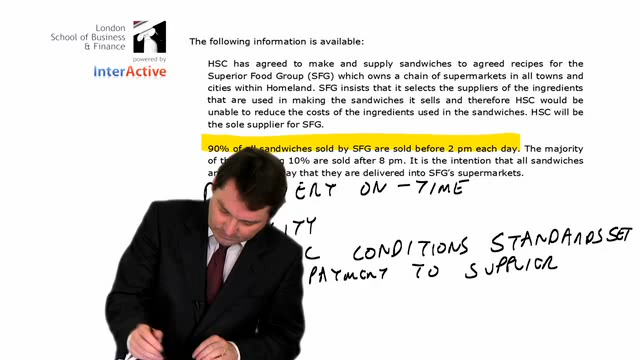 London
School of Business
& Finance
powered by
InterActive
The following information is available:
HSC has agreed to make and supply sandwiches to agreed recipes for the
Superior Food Group (SFG) which owns a chain of supermarkets in all towns and
cities within Homeland. SFG insists that it selects the suppliers of the ingredients
that are used in making the sandwiches it sells and therefore HSC would be
unable to reduce the costs of the ingredients used in the sandwiches. HSC will be
the sole supplier for SFG.
90% of all sandwiches sold by SFG are sold before 2 pm each day. The majority
of th 10% are sold after 8 pm. It is the intention that all sandwiches
ay that they are delivered into SFG's supermarkets.
ERY ON-TIME
ITY
C CONDITIONS STANDARDS SET
PAYMENT TO SUPPLIER